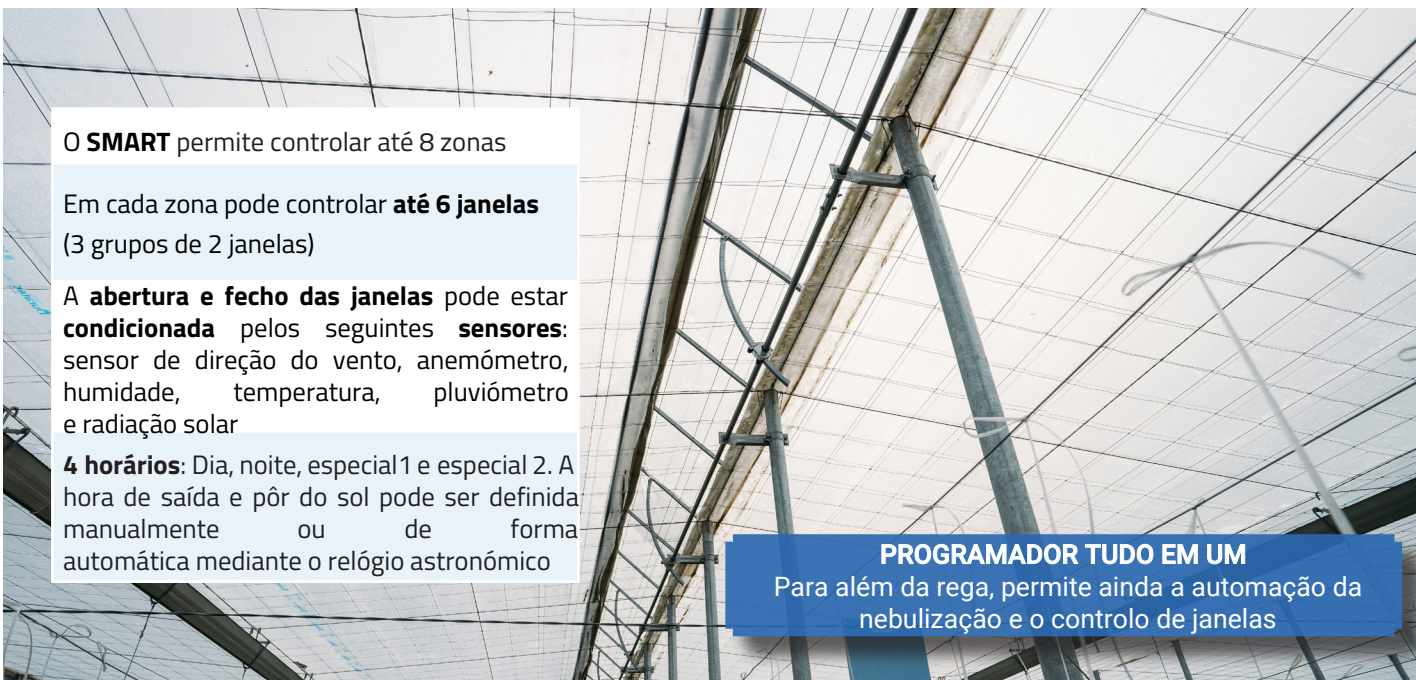 O SMART permite controlar até 8 zonas
Em cada zona pode controlar até 6 janelas
(3 grupos de 2 janelas)
A abertura e fecho das janelas pode estar
condicionada pelos seguintes sensores:
sensor de direção do vento, anemómetro,
humidade, temperatura, pluviómetro
e radiação solar
4 horários: Dia, noite, especial1 e especial 2. A
hora de saída e pôr do sol pode ser definida
manualmente ou de forma
automática mediante o relógio astronómico
PROGRAMADOR TUDO EM UM
Para além da rega, permite ainda a automação da
nebulização e o controlo de janelas